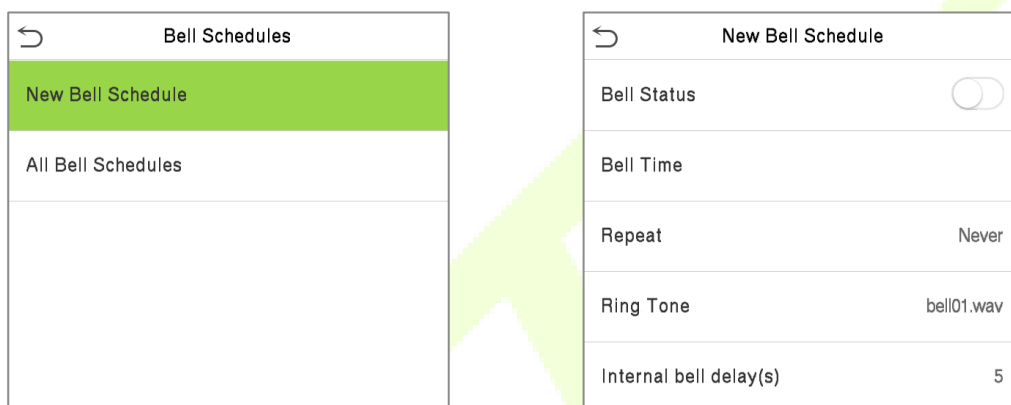 Bell Schedules
New Bell Schedule
All Bell Schedules
New Bell Schedule
Bell Status
Bell Time
Repeat Never
Ring Tone bell01.wav
Internal bell delay(s) 5